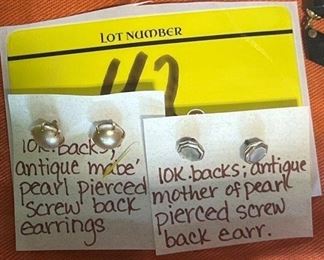 LOT NUMBER
42
10K. backs;
antique mabe'
pearl pierced
screw back
earrings
10K. backs; antique
mother of pearl
pierced screw
back earr.